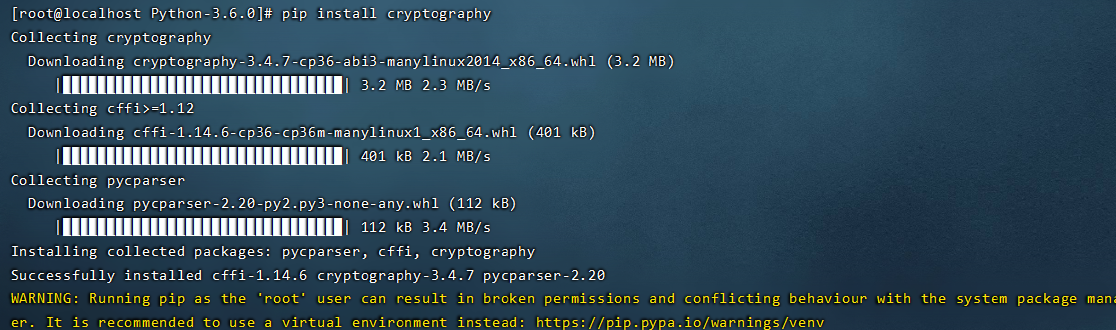 [root@localhost Python-3.6.0]# pip install cryptography
Collecting cryptography
Downloading cryptography-3.4.7-cp36-abi3-manylinux2014_x86_64.whl (3.2 MB)
3.2 MB 2.3 MB/s
Collecting cffi>=1.12
Downloading cffi-1.14.6-cp36-cp36m-manylinux1_x86_64.whl (401 kB)
401 kB 2.1 MB/s
Collecting pycparser
Downloading pycparser-2.20-py2.py3-none-any.whl (112 kB)
112 kB 3.4 MB/s
Installing collected packages: pycparser, cffi, cryptography
Successfully installed cffi-1.14.6 cryptography-3.4.7 pycparser-2.20
WARNING: Running pip as the 'root' user can result in broken permissions and conflicting behaviour with the system package mana
er. It is recommended to use a virtual environment instead: https://pip.pypa.io/warnings/venv